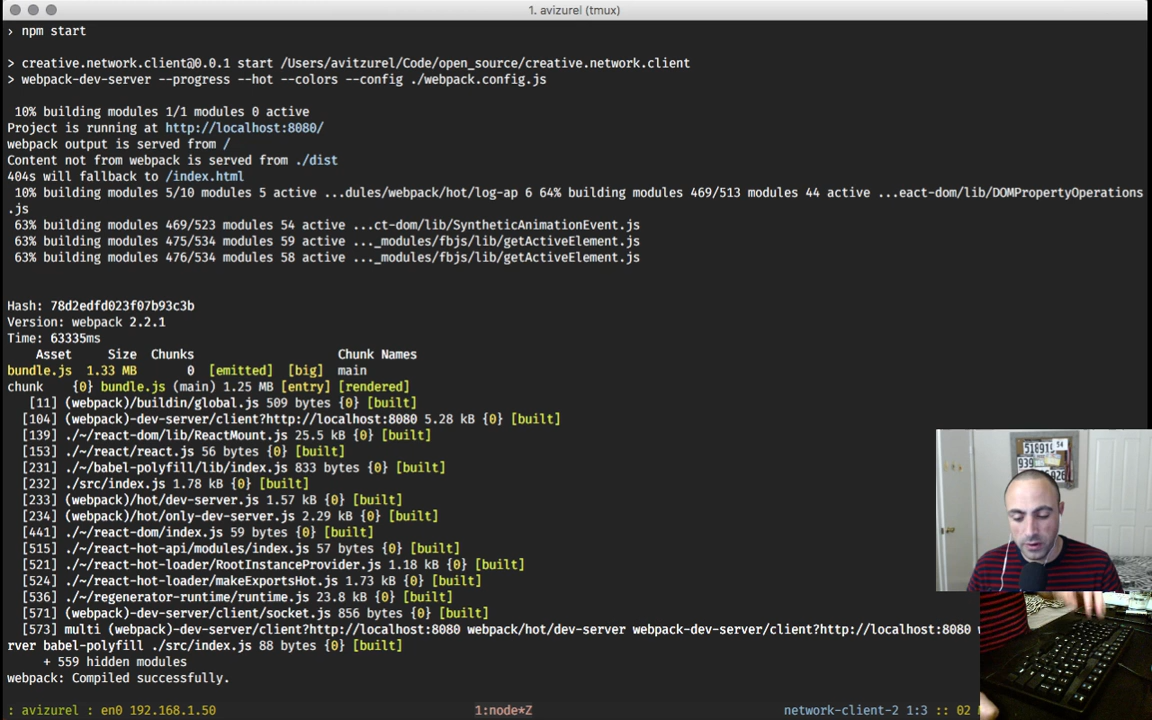 1. avizurel (tmux)
› npm start
> creative.network.client@0.0.1 start /Users/avitzurel/Code/open_source/creative.network.client
> webpack-dev-server --progress --hot --colors --config ./webpack.config.js
10% building modules 1/1 modules 0 active
Project is running at http://localhost:8080/
webpack output is served from /
Content not from webpack is served from ./dist
404s will fallback to /index.html
10% building modules 5/10 modules 5 active ...dules/webpack/hot/log-ap 6 64% building modules 469/513 modules 44 active ...eact-dom/lib/DOMPropertyOperations
.js
63% building modules 469/523 modules 54 active ...ct-dom/lib/SyntheticAnimationEvent.js
63% building modules 475/534 modules 59 active ..._modules/fbjs/lib/getActiveElement.js
63% building modules 476/534 modules 58 active ..._modules/fbjs/lib/getActiveElement.js
Hash: 78d2edfd023f07b93c3b
Version: webpack 2.2.1
Time: 63335ms
Asset Size Chunks Chunk Names
bundle.js 1.33 MB 0 [emitted] [big] main
chunk {0} bundle.js (main) 1.25 MB [entry] [rendered]
[11] (webpack)/buildin/global.js 509 bytes {0} [built]
[104] (webpack)-dev-server/client?http://localhost:8080 5.28 kB {0} [built]
[139] ./~/react-dom/lib/ReactMount.js 25.5 kB {0} [built]
[153] ./~/react/react.js 56 bytes {0} [built]
[231] ./~/babel-polyfill/lib/index.js 833 bytes {0} [built]
[232] ./src/index.js 1.78 kB {0} [built]
[233] (webpack)/hot/dev-server.js 1.57 kB {0} [built]
[234] (webpack)/hot/only-dev-server.js 2.29 kB {0} [built]
[441] ./~/react-dom/index.js 59 bytes {0} [built]
[515] ./~/react-hot-api/modules/index.js 57 bytes {0} [built]
[521] ./~/react-hot-loader/RootInstanceProvider.js 1.18 kB {0} [built]
[524] ./~/react-hot-loader/makeExportsHot.js 1.73 kB {0} [built]
[536] ./~/regenerator-runtime/runtime.js 23.8 kB {0} [built]
[571] (webpack)-dev-server/client/socket.js 856 bytes {0} [built]
[573] multi (webpack)-dev-server/client?http://localhost:8080 webpack/hot/dev-server webpack-dev-server/client?http://localhost:8080
rver babel-polyfill ./src/index.js 88 bytes {0} [built]
+ 559 hidden modules
webpack: Compiled successfully.
: avizurel : en0 192.168.1.50 1:node*Z network-client-2 1:3 :: 02